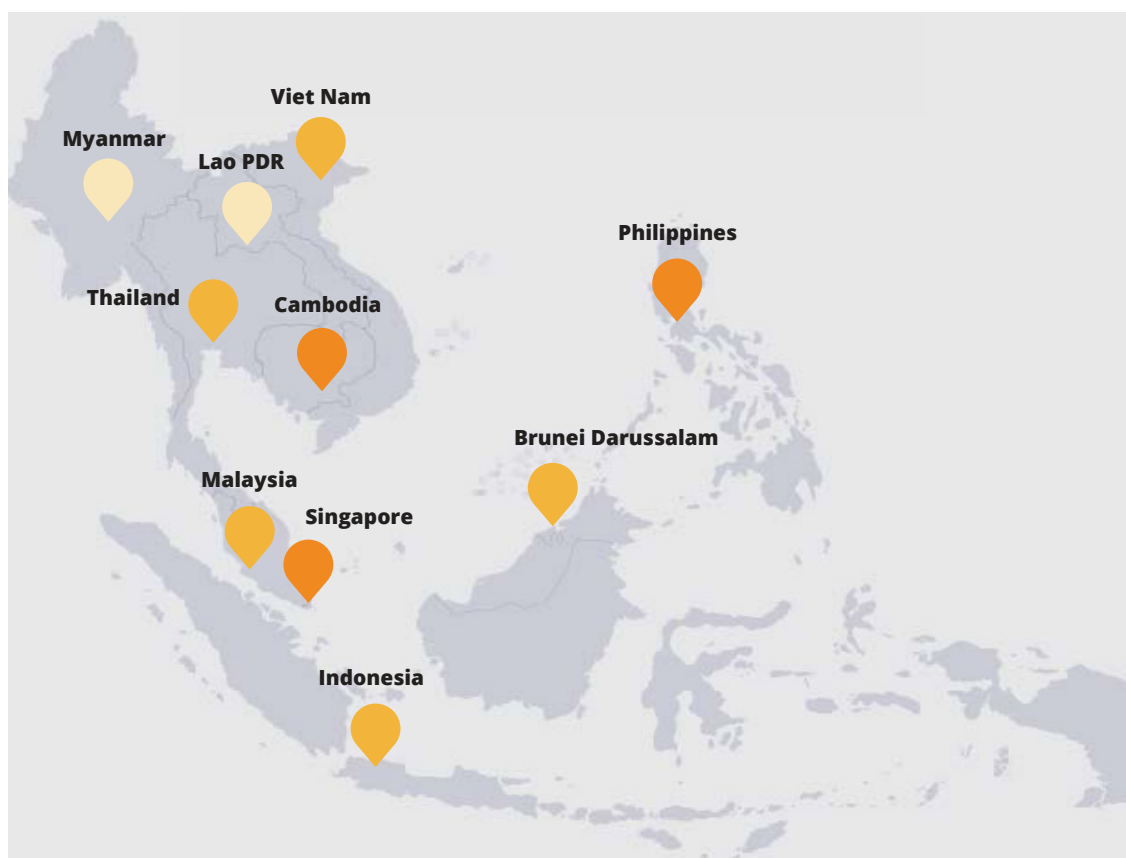 Viet Nam
Myanmar
Lao PDR
Philippines
Thailand
Cambodia
Brunei Darussalam
Malaysia
Singapore
Indonesia